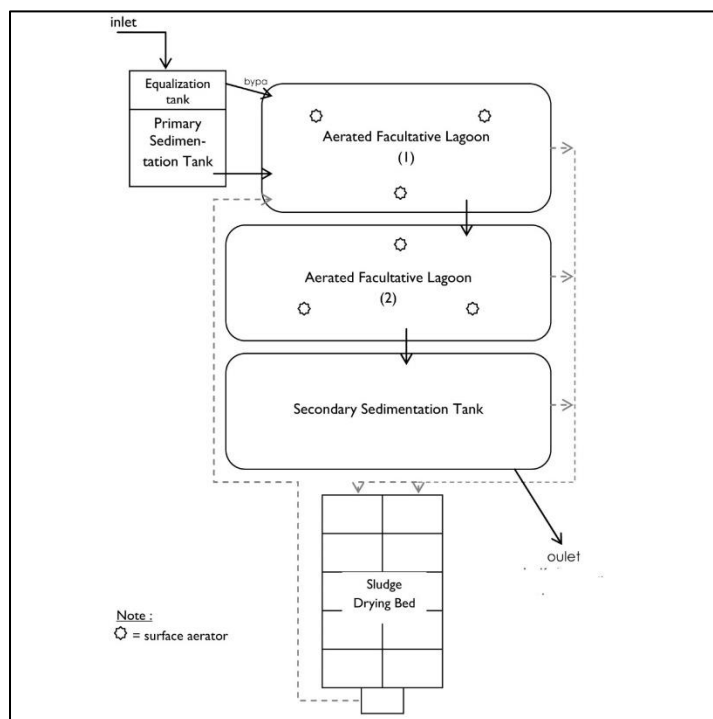 inlet
Equalization
tank
bypa
Primary
Sedimen-
tation Tank
Aerated Facultative Lagoon
(1)
Aerated Facultative Lagoon
(2)
Secondary Sedimentation Tank
oulet
Sludge
Drying Bed
Note :
= surface aerator